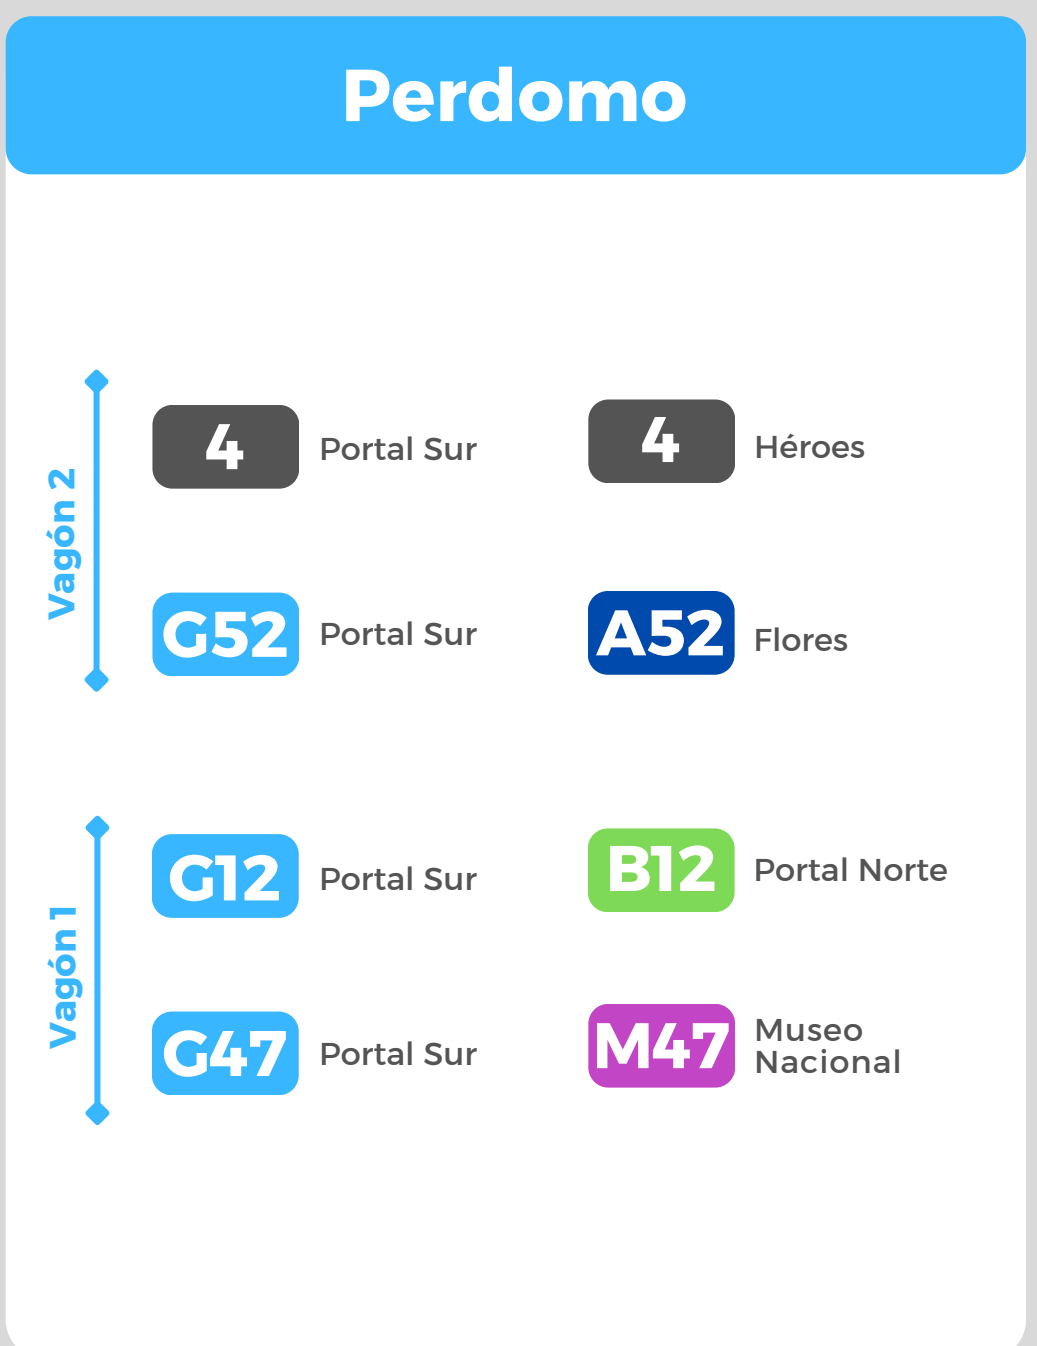 Perdomo
Vagón 2
4 Portal Sur
4 Héroes
G52 Portal Sur
A52 Flores
Vagón 1
G12 Portal Sur
B12 Portal Norte
G47 Portal Sur
M47 Museo
Nacional